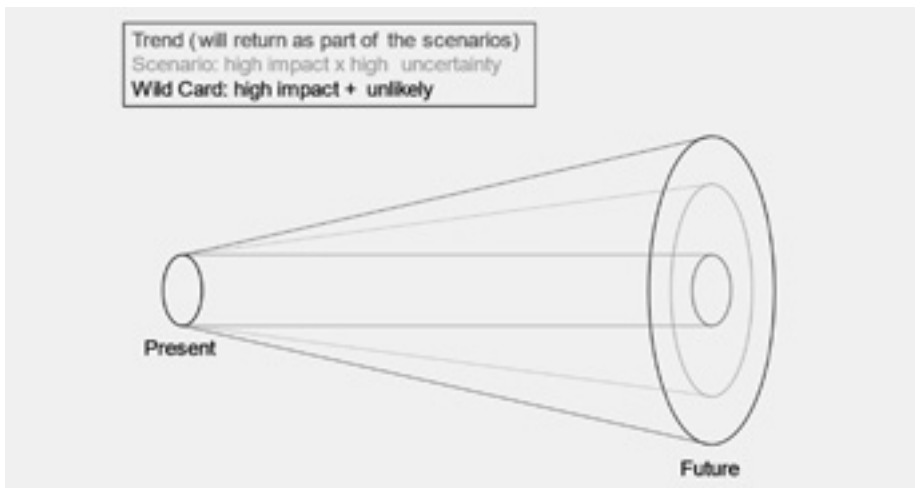 Trend (will return as part of the scenarios)
Scenario: high impact x high uncertainty
Wild Card: high impact + unlikely
Present
Future